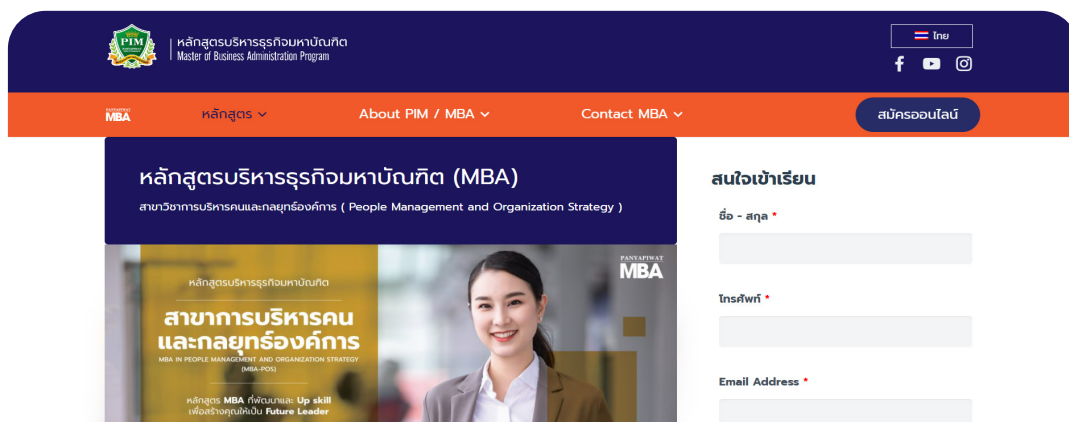 PIM
หลักสูตรบริหารธุรกิจมหาบัณฑิต
Master of Business Administration Program
ไทย
PANYAPIWAT
MBA
หลักสูตร
About PIM / MBA
Contact MBA
สมัครออนไลน์
หลักสูตรบริหารธุรกิจมหาบัณฑิต (MBA)
สาขาวิชาการบริหารคนและกลยุทธ์องค์การ ( People Management and Organization Strategy )
PANYAPIWAT
MBA
หลักสูตรบริหารธุรกิจมหาบัณฑิต
สาขาการบริหารคน
และกลยุทธ์องค์การ
MBA IN PEOPLE MANAGEMENT AND ORGANIZATION STRATEGY
(MBA-POS)
หลักสูตร MBA ที่พัฒนาและ Up skill
เพื่อสร้างคุณให้เป็น Future Leader
สนใจเข้าเรียน
ชื่อ - สกุล *
โทรศัพท์ *
Email Address *